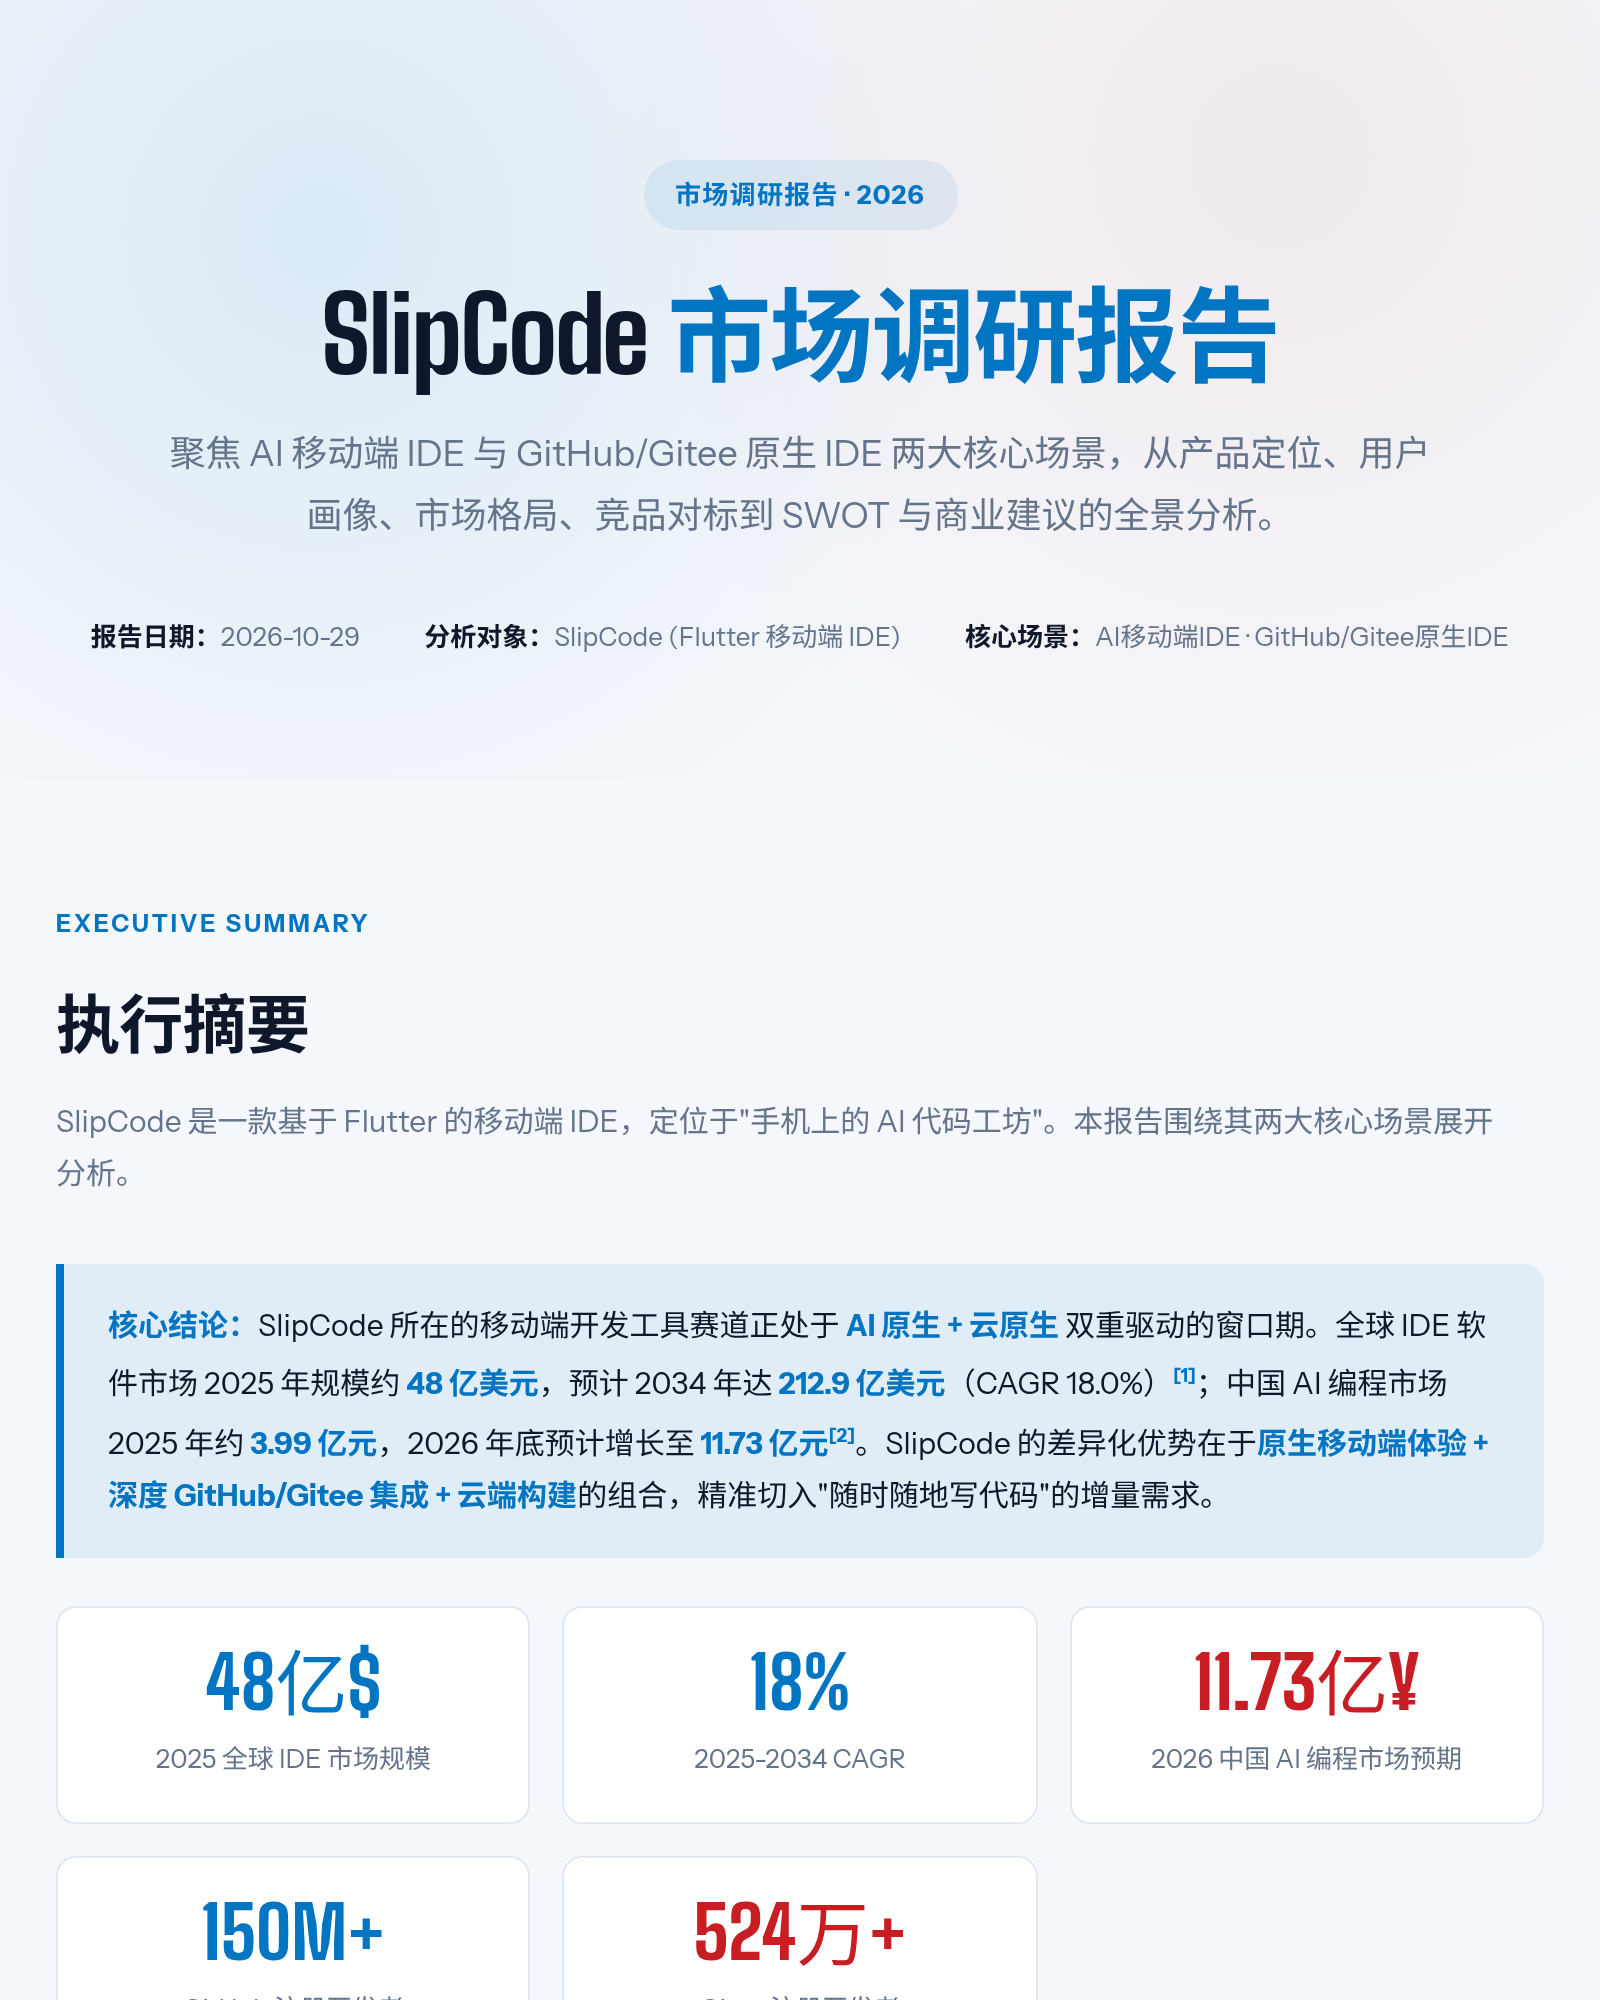 市场调研报告 · 2026
SlipCode 市场调研报告
聚焦 AI 移动端 IDE 与 GitHub/Gitee 原生 IDE 两大核心场景，从产品定位、用户
画像、市场格局、竞品对标到 SWOT 与商业建议的全景分析。
报告日期：2026-10-29 分析对象：SlipCode (Flutter 移动端 IDE) 核心场景：AI移动端IDE · GitHub/Gitee原生IDE
EXECUTIVE SUMMARY
执行摘要
SlipCode 是一款基于 Flutter 的移动端 IDE，定位于"手机上的 AI 代码工坊"。本报告围绕其两大核心场景展开
分析。
核心结论：SlipCode 所在的移动端开发工具赛道正处于 AI 原生 + 云原生 双重驱动的窗口期。全球 IDE 软
件市场 2025 年规模约 48 亿美元，预计 2034 年达 212.9 亿美元（CAGR 18.0%）[1]；中国 AI 编程市场
2025 年约 3.99 亿元，2026 年底预计增长至 11.73 亿元[2]。SlipCode 的差异化优势在于原生移动端体验 +
深度 GitHub/Gitee 集成 + 云端构建的组合，精准切入"随时随地写代码"的增量需求。
48亿$
2025 全球 IDE 市场规模
18%
2025-2034 CAGR
11.73亿¥
2026 中国 AI 编程市场预期
150M+
524万+